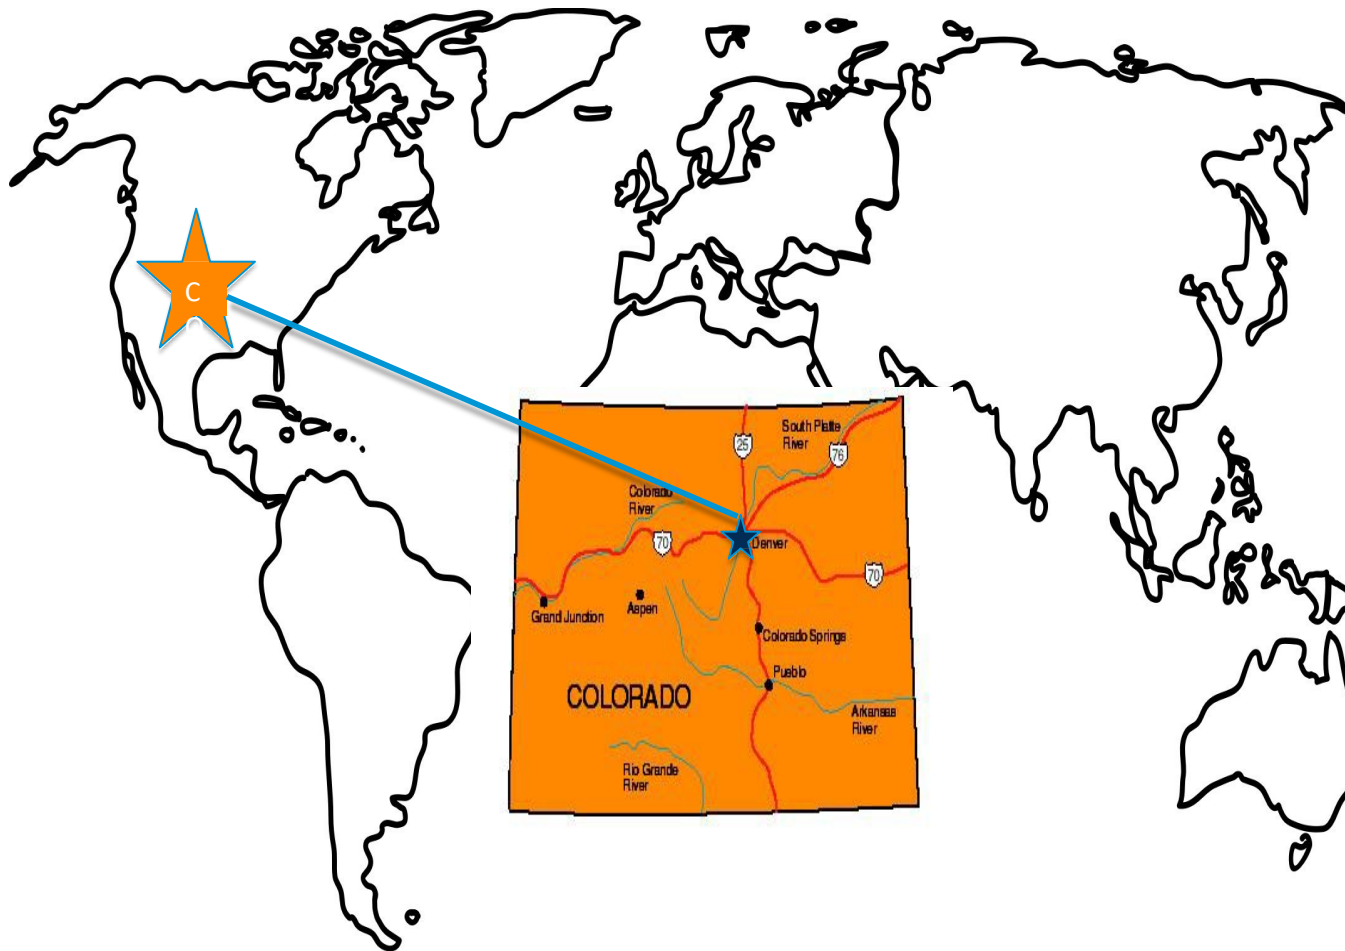 C
South Platte
River
25
76
Colorado
River
70
Denver
70
Grand Junction
Aspen
Colorado Springs
Pueblo
COLORADO
Arkansas
River
Rio Grande
River